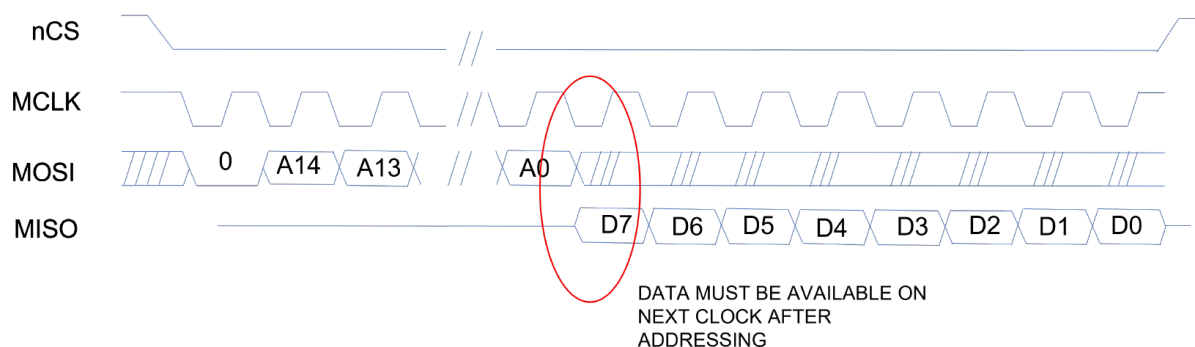 nCS
MCLK
MOSI 0 A14 A13 A0
MISO D7 D6 D5 D4 D3 D2 D1 D0
DATA MUST BE AVAILABLE ON
NEXT CLOCK AFTER
ADDRESSING